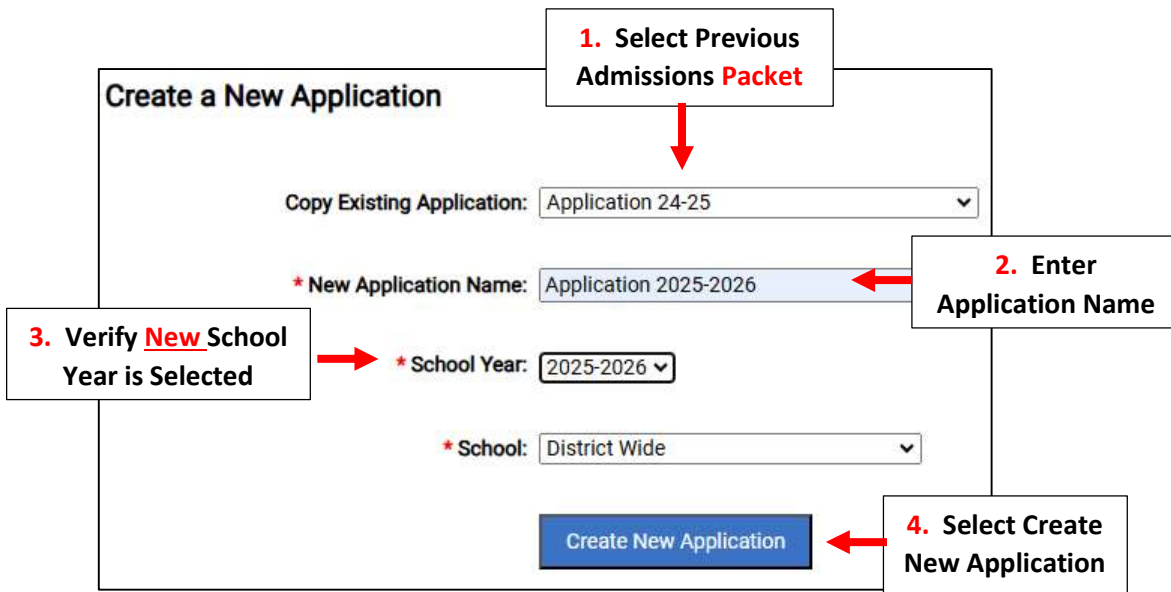 1. Select Previous
Admissions Packet
Create a New Application
Copy Existing Application: Application 24-25
* New Application Name: Application 2025-2026
2. Enter
Application Name
3. Verify New School
Year is Selected
* School Year: 2025-2026
* School: District Wide
Create New Application
4. Select Create
New Application